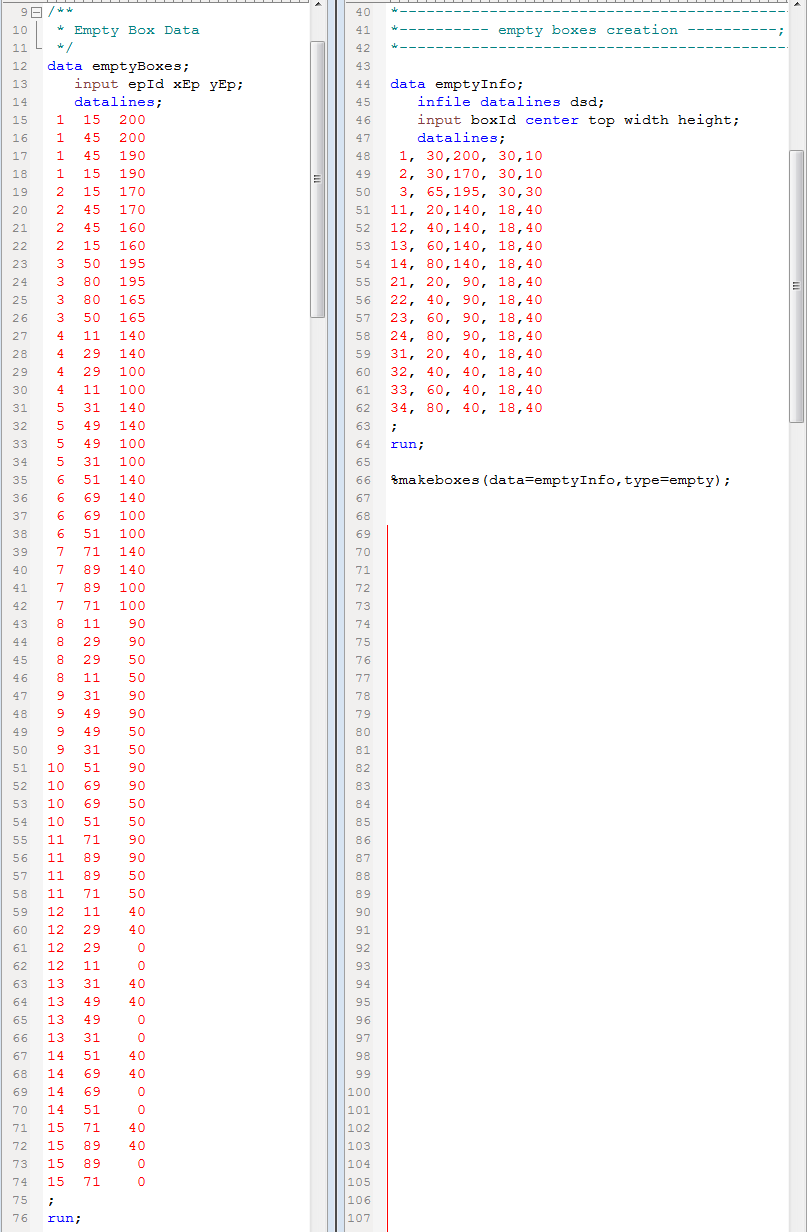 9 /**
10  * Empty Box Data
11  */
12 data emptyBoxes;
13    input epId xEp yEp;
14    datalines;
15  1  15 200
16  1  45 200
17  1  45 190
18  1  15 190
19  2  15 170
20  2  45 170
21  2  45 160
22  2  15 160
23  3  50 195
24  3  80 195
25  3  80 165
26  3  50 165
27  4  11 140
28  4  29 140
29  4  29 100
30  4  11 100
31  5  31 140
32  5  49 140
33  5  49 100
34  5  31 100
35  6  51 140
36  6  69 140
37  6  69 100
38  6  51 100
39  7  71 140
40  7  89 140
41  7  89 100
42  7  71 100
43  8  11  90
44  8  29  90
45  8  29  50
46  8  11  50
47  9  31  90
48  9  49  90
49  9  49  50
50  9  31  50
51 10  51  90
52 10  69  90
53 10  69  50
54 10  51  50
55 11  71  90
56 11  89  90
57 11  89  50
58 11  71  50
59 12  11  40
60 12  29  40
61 12  29   0
62 12  11   0
63 13  31  40
64 13  49  40
65 13  49   0
66 13  31   0
67 14  51  40
68 14  69  40
69 14  69   0
70 14  51   0
71 15  71  40
72 15  89  40
73 15  89   0
74 15  71   0
75 ;
76 run;
40 *-------------------------------------------
41 *---------- empty boxes creation ----------;
42 *-------------------------------------------
43
44 data emptyInfo;
45    infile datalines dsd;
46    input boxId center top width height;
47    datalines;
48  1, 30,200, 30,10
49  2, 30,170, 30,10
50  3, 65,195, 30,30
51 11, 20,140, 18,40
52 12, 40,140, 18,40
53 13, 60,140, 18,40
54 14, 80,140, 18,40
55 21, 20, 90, 18,40
56 22, 40, 90, 18,40
57 23, 60, 90, 18,40
58 24, 80, 90, 18,40
59 31, 20, 40, 18,40
60 32, 40, 40, 18,40
61 33, 60, 40, 18,40
62 34, 80, 40, 18,40
63 ;
64 run;
65
66 %makeboxes(data=emptyInfo,type=empty);
67
68
69
70
71
72
73
74
75
76
77
78
79
80
81
82
83
84
85
86
87
88
89
90
91
92
93
94
95
96
97
98
99
100
101
102
103
104
105
106
107